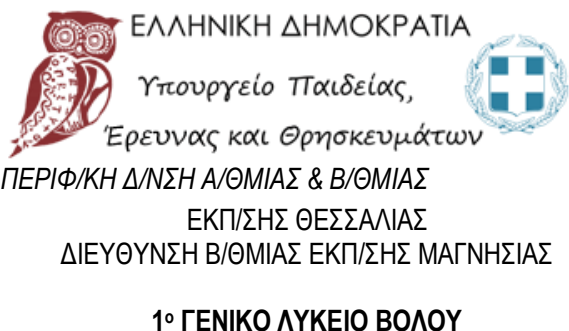 ΕΛΛΗΝΙΚΗ ΔΗΜΟΚΡΑΤΙΑ
Υπουργείο Παιδείας,
Έρευνας και Θρησκευμάτων
ΠΕΡΙΦ/ΚΗ Δ/ΝΣΗ Α/ΘΜΙΑΣ & Β/ΘΜΙΑΣ
ΕΚΠ/ΣΗΣ ΘΕΣΣΑΛΙΑΣ
ΔΙΕΥΘΥΝΣΗ Β/ΘΜΙΑΣ ΕΚΠ/ΣΗΣ ΜΑΓΝΗΣΙΑΣ
1ο ΓΕΝΙΚΟ ΛΥΚΕΙΟ ΒΟΛΟΥ